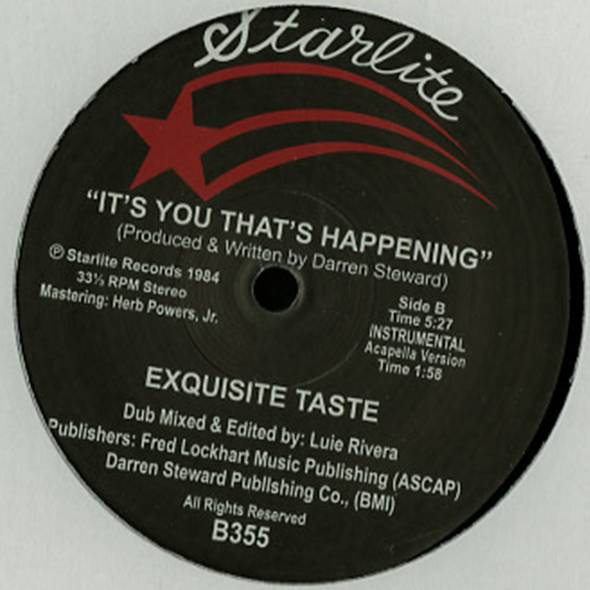 Starlite
"IT'S YOU THAT'S HAPPENING"
(Produced & Written by Darren Steward)
℗ Starlite Records 1984
33⅓ RPM Stereo
Mastering: Herb Powers, Jr.
Side B
Time 5:27
INSTRUMENTAL
Acapella Version
Time 1:58
EXQUISITE TASTE
Dub Mixed & Edited by: Luie Rivera
Publishers: Fred Lockhart Music Publishing (ASCAP)
Darren Steward Publlshing Co., (BMI)
All Rights Reserved
B355